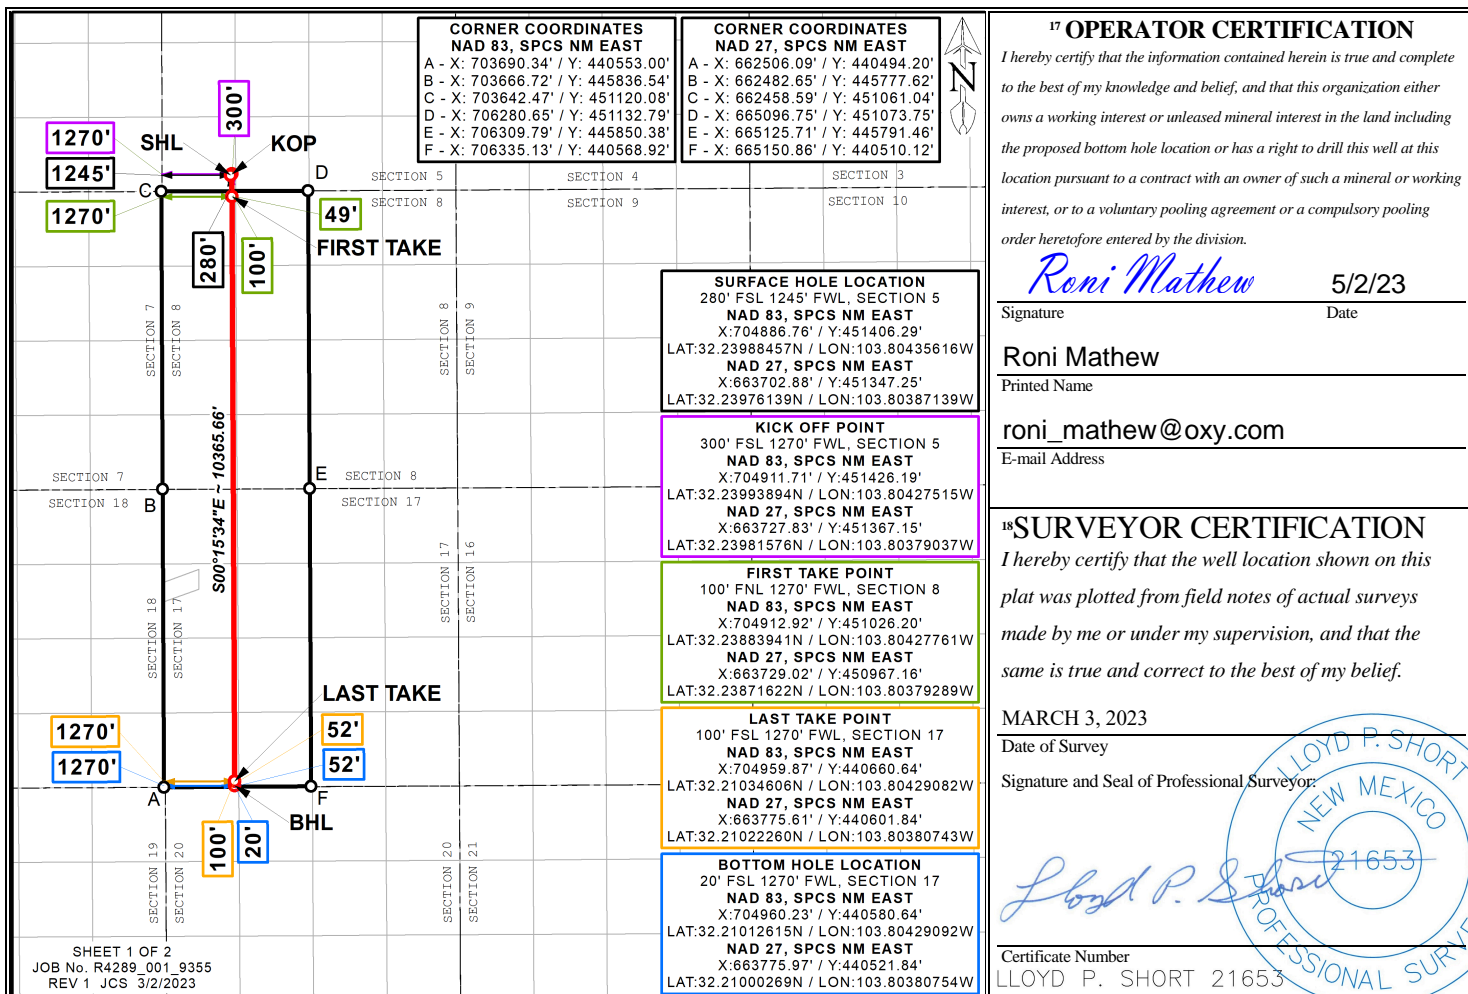 CORNER COORDINATES
NAD 83, SPCS NM EAST
A - X: 703690.34' / Y: 440553.00'
B - X: 703666.72' / Y: 445836.54'
C - X: 703642.47' / Y: 451120.08'
D - X: 706280.65' / Y: 451132.79'
E - X: 706309.79' / Y: 445850.38'
F - X: 706335.13' / Y: 440568.92'
CORNER COORDINATES
NAD 27, SPCS NM EAST
A - X: 662506.09' / Y: 440494.20'
B - X: 662482.65' / Y: 445777.62'
C - X: 662458.59' / Y: 451061.04'
D - X: 665096.75' / Y: 451073.75'
E - X: 665125.71' / Y: 445791.46'
F - X: 665150.86' / Y: 440510.12'
N
300'
1270'
SHL
KOP
1245'
C
D
SECTION 5
SECTION 4
SECTION 3
1270'
49'
SECTION 8
SECTION 9
SECTION 10
280'
100'
FIRST TAKE
SECTION 7
SECTION 8
SECTION 8
SECTION 9
S00°15'34"E ~ 10365.66'
SECTION 7
E
SECTION 8
SECTION 18
B
SECTION 17
SECTION 18
SECTION 17
SECTION 17
SECTION 16
LAST TAKE
1270'
52'
1270'
52'
A
F
BHL
100'
20'
SECTION 19
SECTION 20
SECTION 20
SECTION 21
SHEET 1 OF 2
JOB No. R4289_001_9355
REV 1 JCS 3/2/2023
SURFACE HOLE LOCATION
280' FSL 1245' FWL, SECTION 5
NAD 83, SPCS NM EAST
X:704886.76' / Y:451406.29'
LAT:32.23988457N / LON:103.80435616W
NAD 27, SPCS NM EAST
X:663702.88' / Y:451347.25'
LAT:32.23976139N / LON:103.80387139W
KICK OFF POINT
300' FSL 1270' FWL, SECTION 5
NAD 83, SPCS NM EAST
X:704911.71' / Y:451426.19'
LAT:32.23993894N / LON:103.80427515W
NAD 27, SPCS NM EAST
X:663727.83' / Y:451367.15'
LAT:32.23981576N / LON:103.80379037W
FIRST TAKE POINT
100' FNL 1270' FWL, SECTION 8
NAD 83, SPCS NM EAST
X:704912.92' / Y:451026.20'
LAT:32.23883941N / LON:103.80427761W
NAD 27, SPCS NM EAST
X:663729.02' / Y:450967.16'
LAT:32.23871622N / LON:103.80379289W
LAST TAKE POINT
100' FSL 1270' FWL, SECTION 17
NAD 83, SPCS NM EAST
X:704959.87' / Y:440660.64'
LAT:32.21034606N / LON:103.80429082W
NAD 27, SPCS NM EAST
X:663775.61' / Y:440601.84'
LAT:32.21022260N / LON:103.80380743W
BOTTOM HOLE LOCATION
20' FSL 1270' FWL, SECTION 17
NAD 83, SPCS NM EAST
X:704960.23' / Y:440580.64'
LAT:32.21012615N / LON:103.80429092W
NAD 27, SPCS NM EAST
X:663775.97' / Y:440521.84'
LAT:32.21000269N / LON:103.80380754W
17 OPERATOR CERTIFICATION
I hereby certify that the information contained herein is true and complete
to the best of my knowledge and belief, and that this organization either
owns a working interest or unleased mineral interest in the land including
the proposed bottom hole location or has a right to drill this well at this
location pursuant to a contract with an owner of such a mineral or working
interest, or to a voluntary pooling agreement or a compulsory pooling
order heretofore entered by the division.
Roni Mathew 5/2/23
Signature Date
Roni Mathew
Printed Name
roni_mathew@oxy.com
E-mail Address
18 SURVEYOR CERTIFICATION
I hereby certify that the well location shown on this
plat was plotted from field notes of actual surveys
made by me or under my supervision, and that the
same is true and correct to the best of my belief.
MARCH 3, 2023
Date of Survey
Signature and Seal of Professional Surveyor:
LLOYD P. SHORT
NEW MEXICO
21653
Lloyd P. Short
PROFESSIONAL
Certificate Number
LLOYD P. SHORT 21653